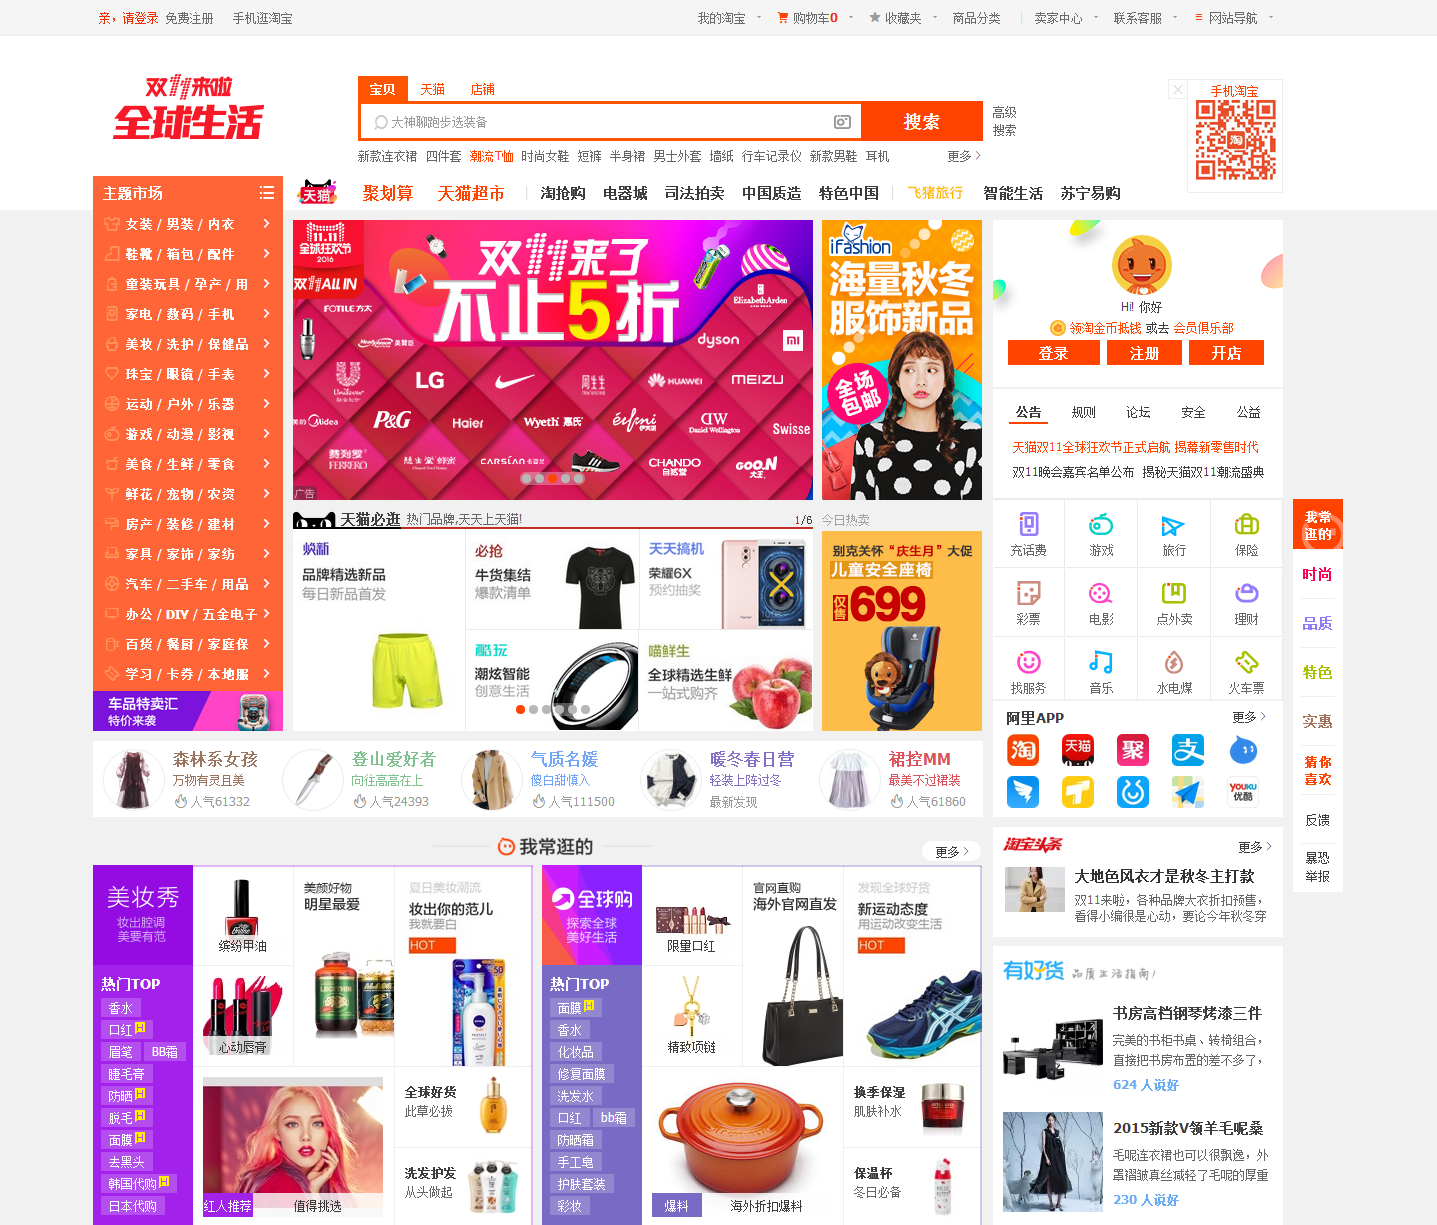 亲，请登录 免费注册 手机逛淘宝
我的淘宝 购物车0 收藏夹 商品分类 卖家中心 联系客服 网站导航
双11来啦
全球生活
宝贝 天猫 店铺
大神聊跑步选装备
搜索
高级
搜索
手机淘宝
新款连衣裙 四件套 潮流T恤 时尚女鞋 短裤 半身裙 男士外套 墙纸 行车记录仪 新款男鞋 耳机 更多
主题市场
天猫 聚划算 天猫超市 淘抢购 电器城 司法拍卖 中国质造 特色中国 飞猪旅行 智能生活 苏宁易购
女装 / 男装 / 内衣
鞋靴 / 箱包 / 配件
童装玩具 / 孕产 / 用
家电 / 数码 / 手机
美妆 / 洗护 / 保健品
珠宝 / 眼镜 / 手表
运动 / 户外 / 乐器
游戏 / 动漫 / 影视
美食 / 生鲜 / 零食
鲜花 / 宠物 / 农资
房产 / 装修 / 建材
家具 / 家饰 / 家纺
汽车 / 二手车 / 用品
办公 / DIY / 五金电子
百货 / 餐厨 / 家庭保
学习 / 卡券 / 本地服
车品特卖汇
特价来袭
11.11
全球狂欢节
2016
双11 ALL IN
双11来了
不止5折
ElizabethArden
FOTILE 方太
MeadJohnson 美赞臣
dyson
Unilever
LG
阿生生
HUAWEI
MEIZU
美的 Midea
P&G
Haier
Wyeth 惠氏
伊芙丽
DW
Daniel Wellington
Swisse
费列罗
FERRERO
CARSLAN 卡姿兰
CHANDO
自然堂
GOO.N
大王
广告
iFashion
海量秋冬
服饰新品
全场
包邮
Hi! 你好
领淘金币抵钱 或去 会员俱乐部
登录 注册 开店
公告 规则 论坛 安全 公益
天猫双11全球狂欢节正式启航 揭幕新零售时代
双11晚会嘉宾名单公布 揭秘天猫双11潮流盛典
天猫必逛 热门品牌,天天上天猫! 1/6
今日热卖
焕新
品牌精选新品
每日新品首发
必抢
牛货集结
爆款清单
天天搞机
荣耀6X
预约抽奖
酷玩
潮炫智能
创意生活
喵鲜生
全球精选生鲜
一站式购齐
别克关怀“庆生月”大促
儿童安全座椅
仅售699
充话费 游戏 旅行 保险
彩票 电影 点外卖 理财
找服务 音乐 水电煤 火车票
阿里APP 更多
淘 天猫 聚 支
YOUKU
优酷
我常
逛的
时尚
品质
特色
实惠
猜你
喜欢
反馈
暴恐
举报
森林系女孩
万物有灵且美
人气61332
登山爱好者
向往高高在上
人气24393
气质名媛
傻白甜慎入
人气111500
暖冬春日营
轻装上阵过冬
最新发现
裙控MM
最美不过裙装
人气61860
我常逛的 更多
美妆秀
妆出腔调
美要有范
热门TOP
香水
口红 H
眉笔 BB霜
睫毛膏
防晒 H
脱毛 H
面膜 H
去黑头
韩国代购 H
日本代购
缤纷甲油
美颜好物
明星最爱
夏日美妆潮流
妆出你的范儿
我就要白
HOT
心动唇膏
LECITHIN
NIVEA
红人推荐 值得挑选
全球好货
此草必拔
洗发护发
从头做起
全球购
探索全球
美好生活
热门TOP
面膜 H
香水
化妆品
修复面膜
洗发水
口红 bb霜
防晒霜
手工皂
护肤套装
彩妆
限量口红
官网直购
海外官网直发
发现全球好货
新运动态度
用运动改变生活
HOT
精致项链
爆料 海外折扣爆料
换季保湿
肌肤补水
保温杯
冬日必备
淘宝头条 更多
大地色风衣才是秋冬主打款
双11来啦，各种品牌大衣折扣预售，
看得小编很是心动，要论今年秋冬穿
有好货 品质生活指南!
书房高档钢琴烤漆三件
完美的书柜书桌、转椅组合，
直接把书房布置的差不多了，
624 人说好
2015新款V领羊毛呢桑
毛呢连衣裙也可以很飘逸，外
罩褶皱真丝减轻了毛呢的厚重
230 人说好